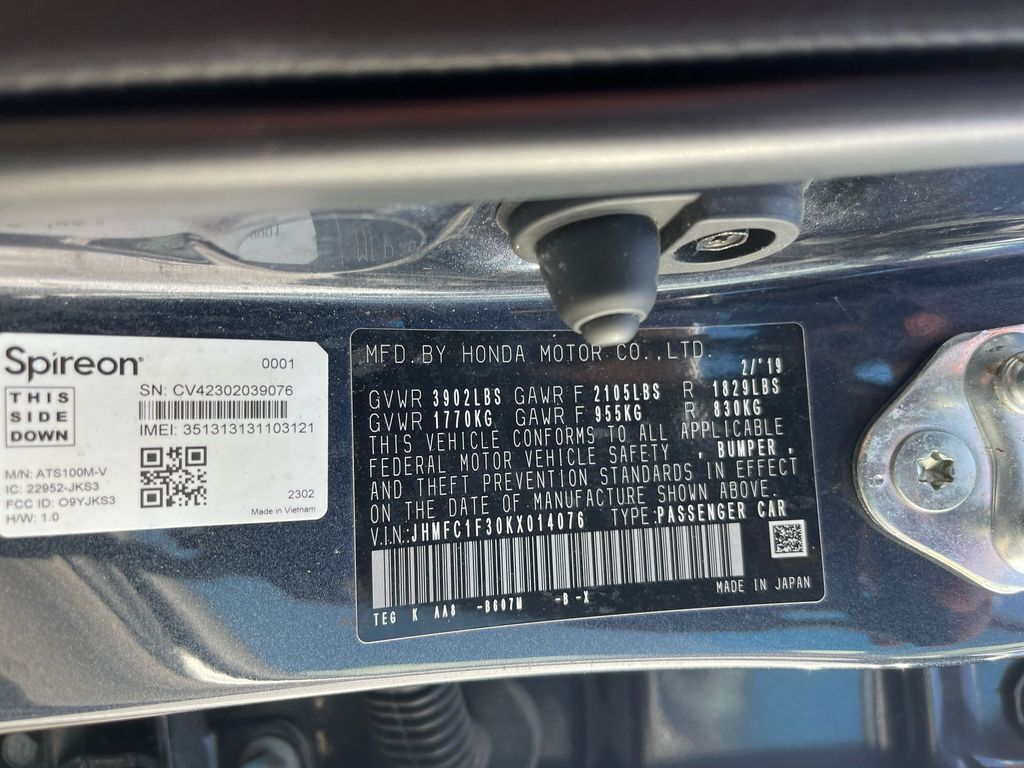 Spireon
0001
THIS
SIDE
DOWN
SN: CV42302039076
IMEI: 351313131103121
M/N: ATS100M-V
IC: 22952-JKS3
FCC ID: O9YJKS3
H/W: 1.0
2302
Made in Vietnam
MFD. BY HONDA MOTOR CO., LTD. 2/'19
GVWR 3902LBS GAWR F 2105LBS R 1829LBS
GVWR 1770KG GAWR F 955KG R 830KG
THIS VEHICLE CONFORMS TO ALL APPLICABLE
FEDERAL MOTOR VEHICLE SAFETY , BUMPER ,
AND THEFT PREVENTION STANDARDS IN EFFECT
ON THE DATE OF MANUFACTURE SHOWN ABOVE.
V.I.N.:JHMFC1F30KX014076 TYPE:PASSENGER CAR
MADE IN JAPAN
TEG K AA8 -B607M -B -X